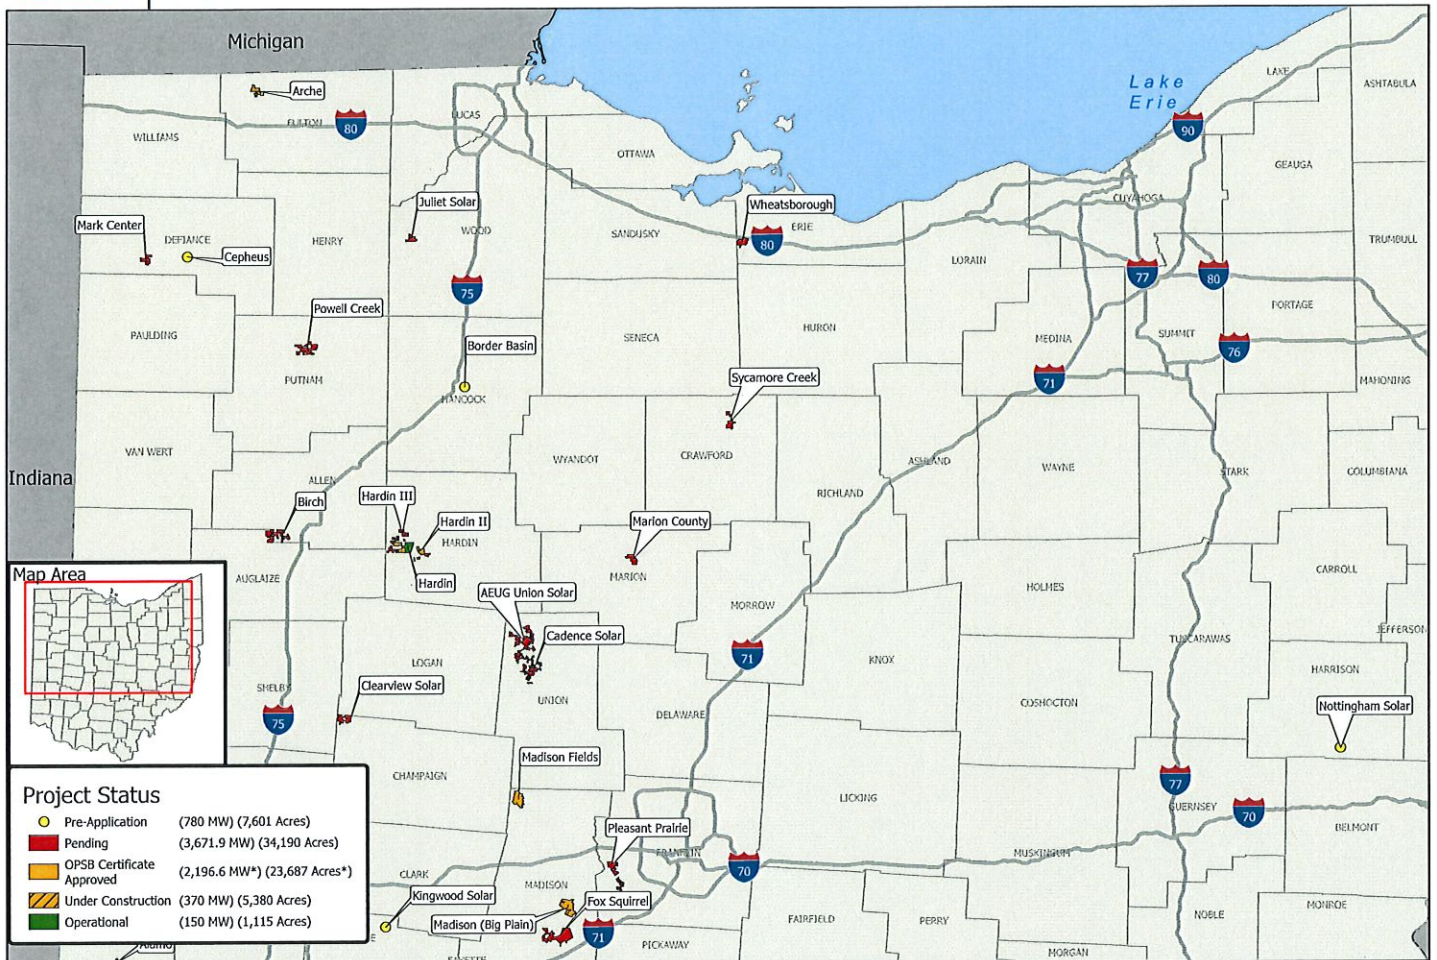 Michigan
Lake
Erie
LAKE
ASHTABULA
Arche
FULTON
80
LUCAS
90
WILLIAMS
OTTAWA
GEAUGA
CUYAHOGA
Juliet Solar
Wheatsborough
Mark Center
DEFIANCE
HENRY
WOOD
SANDUSKY
80
ERIE
TRUMBULL
Cepheus
LORAIN
77
80
75
Powell Creek
PORTAGE
PAULDING
Border Basin
SENECA
HURON
MEDINA
SUMMIT
76
PUTNAM
Sycamore Creek
71
MAHONING
HANCOCK
VAN WERT
WYANDOT
CRAWFORD
ASHLAND
WAYNE
STARK
COLUMBIANA
Indiana
ALLEN
RICHLAND
Birch
Hardin III
Hardin II
Marion County
HARDIN
Map Area
AUGLAIZE
Hardin
MARION
CARROLL
AEUG Union Solar
MORROW
HOLMES
Cadence Solar
JEFFERSON
TUSCARAWAS
LOGAN
71
KNOX
HARRISON
Clearview Solar
SHELBY
UNION
COSHOCTON
Nottingham Solar
75
DELAWARE
Madison Fields
CHAMPAIGN
77
Project Status
LICKING
GUERNSEY
70
Pre-Application (780 MW) (7,601 Acres)
Pleasant Prairie
BELMONT
Pending (3,671.9 MW) (34,190 Acres)
FRANKLIN
MUSKINGUM
OPSB Certificate
Approved (2,196.6 MW*) (23,687 Acres*)
70
CLARK
MADISON
Under Construction (370 MW) (5,380 Acres)
Kingwood Solar
Fox Squirrel
MONROE
Operational (150 MW) (1,115 Acres)
Madison (Big Plain)
71
FAIRFIELD
PERRY
NOBLE
PICKAWAY
MORGAN